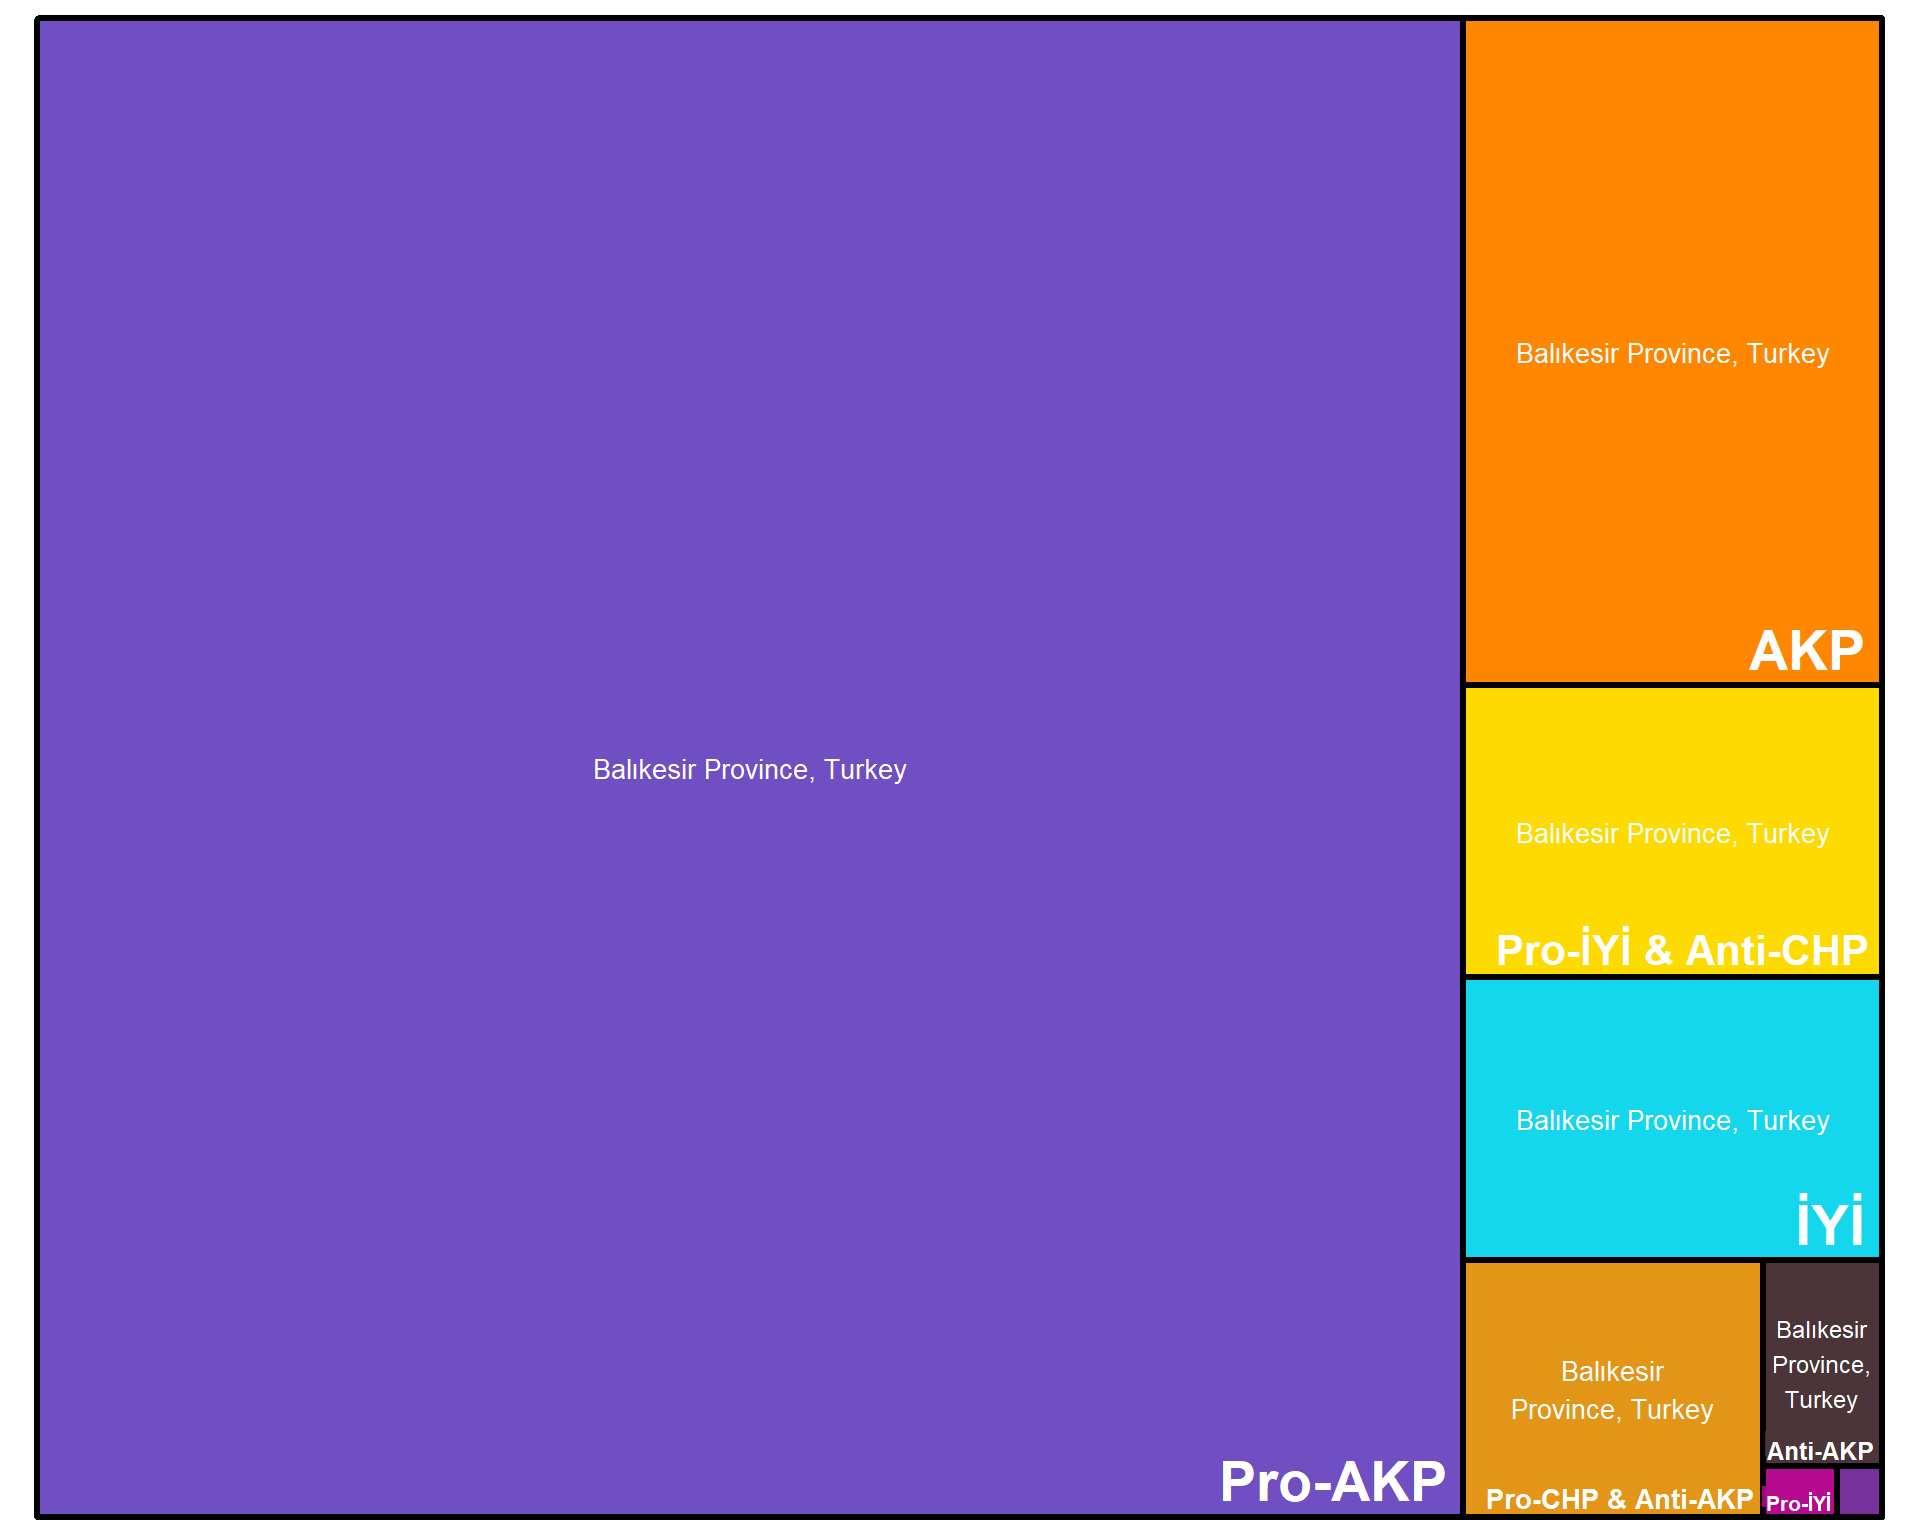 Balıkesir Province, Turkey
Pro-AKP
Balıkesir Province, Turkey
AKP
Balıkesir Province, Turkey
Pro-İYİ & Anti-CHP
Balıkesir Province, Turkey
İYİ
Balıkesir
Province, Turkey
Pro-CHP & Anti-AKP
Balıkesir
Province,
Turkey
Anti-AKP
Pro-İYİ